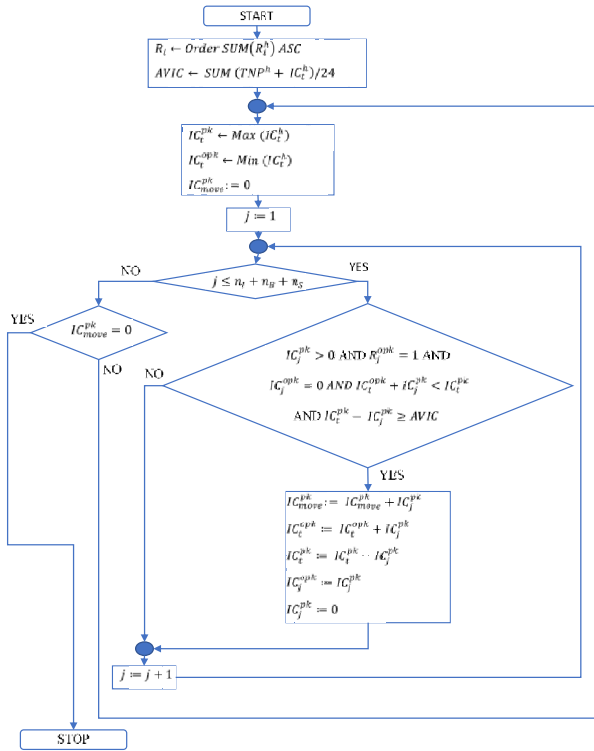 START
R_i ← Order SUM(R_i^h) ASC
AVIC ← SUM (TNP^h + IC_t^h)/24
IC_t^pk ← Max (IC_t^h)
IC_t^opk ← Min (IC_t^h)
IC_move^pk := 0
j := 1
NO
YES
j ≤ n_I + n_B + n_S
YES
IC_move^pk = 0
NO
NO
IC_j^pk > 0 AND R_j^opk = 1 AND
IC_j^opk = 0 AND IC_t^opk + iC_j^pk < IC_t^pk
AND IC_t^pk − IC_j^pk ≥ AVIC
YES
IC_move^pk := IC_move^pk + IC_j^pk
IC_t^opk := IC_t^opk + IC_j^pk
IC_t^pk := IC_t^pk − IC_j^pk
IC_j^opk := IC_j^pk
IC_j^pk := 0
j := j + 1
STOP